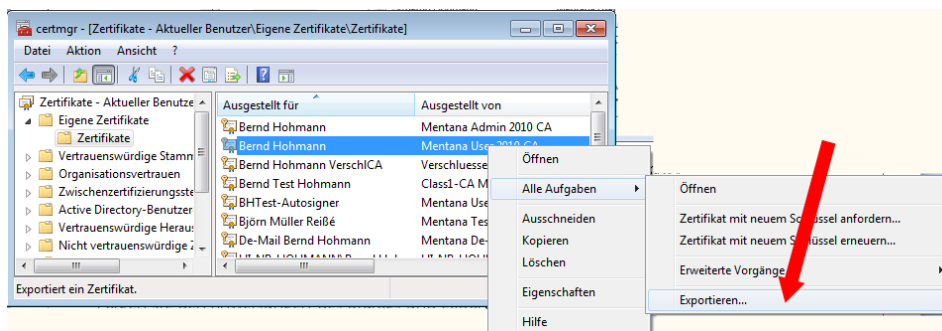 certmgr - [Zertifikate - Aktueller Benutzer\Eigene Zertifikate\Zertifikate]
Datei Aktion Ansicht ?
Zertifikate - Aktueller Benutze
Eigene Zertifikate
Zertifikate
Vertrauenswürdige Stamm
Organisationsvertrauen
Zwischenzertifizierungsste
Active Directory-Benutzer
Vertrauenswürdige Heraus
Nicht vertrauenswürdige
Ausgestellt für Ausgestellt von
Bernd Hohmann Mentana Admin 2010 CA
Bernd Hohmann Mentana User 2010 CA
Bernd Hohmann VerschlCA Verschluesse
Bernd Test Hohmann Class1-CA M
BHTest-Autosigner Mentana Use
Björn Müller Reißé Mentana Tes
De-Mail Bernd Hohmann Mentana De-
Exportiert ein Zertifikat.
Öffnen
Alle Aufgaben
Ausschneiden
Kopieren
Löschen
Eigenschaften
Hilfe
Öffnen
Zertifikat mit neuem Schlüssel anfordern...
Zertifikat mit neuem Schlüssel erneuern...
Erweiterte Vorgänge
Exportieren...